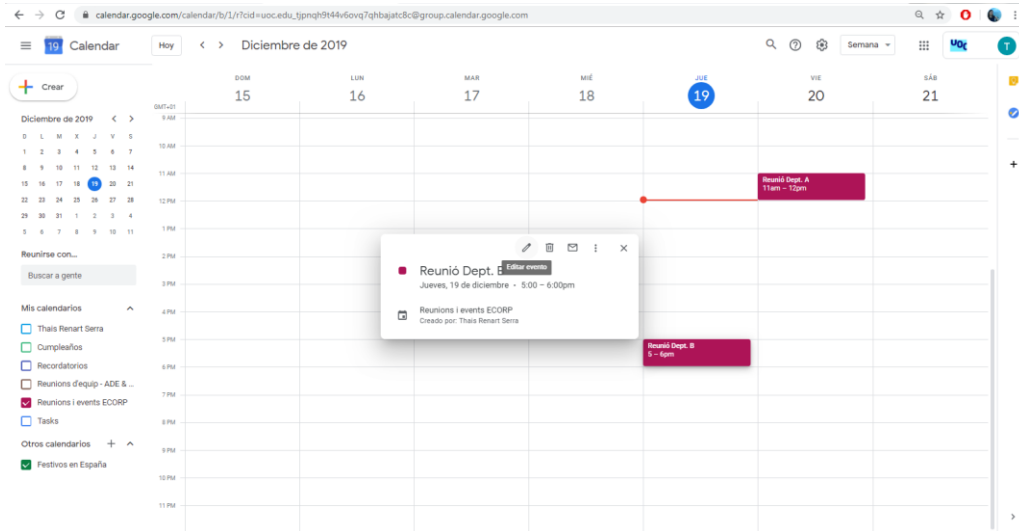 calendar.google.com/calendar/b/1/r?cid=uoc.edu_tjpnqh9t44v6ovq7qhbajatc8c@group.calendar.google.com
19 Calendar Hoy Diciembre de 2019 Semana UOC T
Crear
Diciembre de 2019
D L M X J V S
1 2 3 4 5 6 7
8 9 10 11 12 13 14
15 16 17 18 19 20 21
22 23 24 25 26 27 28
29 30 31 1 2 3 4
5 6 7 8 9 10 11
Reunirse con...
Buscar a gente
Mis calendarios
Thais Renart Serra
Cumpleaños
Recordatorios
Reunions d'equip - ADE & ...
Reunions i events ECORP
Tasks
Otros calendarios
Festivos en España
DOM LUN MAR MIÉ JUE VIE SÁB
15 16 17 18 19 20 21
GMT+01
9 AM
10 AM
11 AM
12 PM
1 PM
2 PM
3 PM
4 PM
5 PM
6 PM
7 PM
8 PM
9 PM
10 PM
11 PM
Reunió Dept. A
11am – 12pm
Editar evento
Reunió Dept. B
Jueves, 19 de diciembre • 5:00 – 6:00pm
Reunions i events ECORP
Creado por: Thais Renart Serra
Reunió Dept. B
5 – 6pm